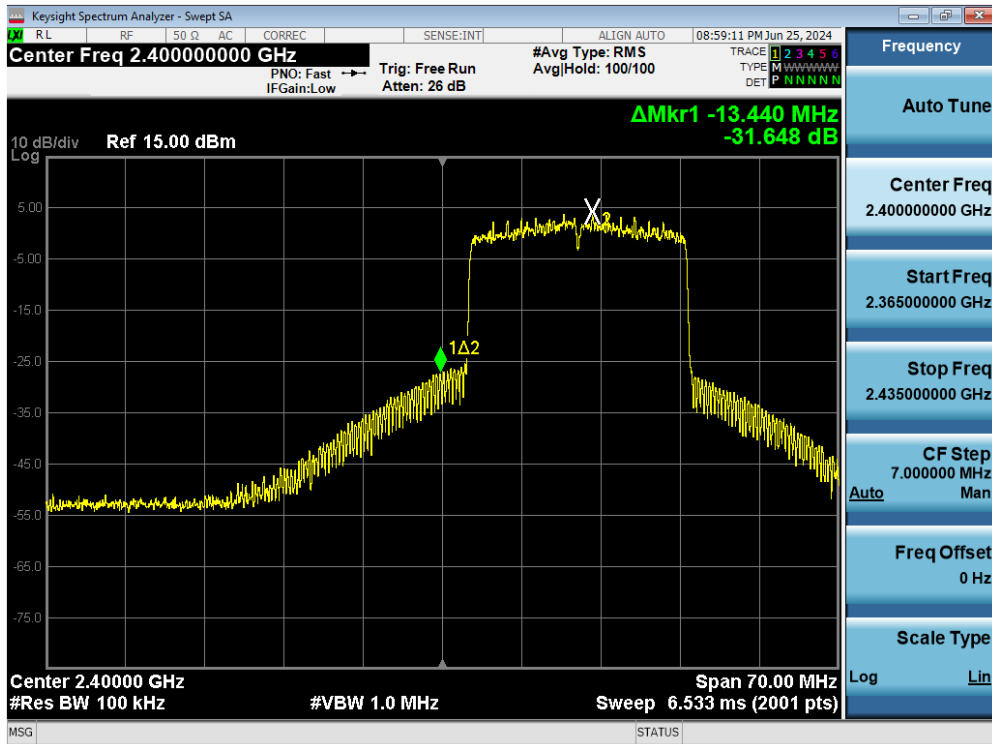 Keysight Spectrum Analyzer - Swept SA
LXI RL RF 50 Ω AC CORREC SENSE:INT ALIGN AUTO 08:59:11 PM Jun 25, 2024
Center Freq 2.400000000 GHz
PNO: Fast
IFGain:Low
Trig: Free Run
Atten: 26 dB
#Avg Type: RMS
Avg|Hold: 100/100
TRACE 1 2 3 4 5 6
TYPE M W W W W W
DET P N N N N N
ΔMkr1 -13.440 MHz
-31.648 dB
10 dB/div Ref 15.00 dBm
Log
5.00
-5.00
-15.0
-25.0
-35.0
-45.0
-55.0
-65.0
-75.0
2
1Δ2
Center 2.40000 GHz Span 70.00 MHz
#Res BW 100 kHz #VBW 1.0 MHz Sweep 6.533 ms (2001 pts)
MSG STATUS
Frequency
Auto Tune
Center Freq
2.400000000 GHz
Start Freq
2.365000000 GHz
Stop Freq
2.435000000 GHz
CF Step
7.000000 MHz
Auto Man
Freq Offset
0 Hz
Scale Type
Log Lin